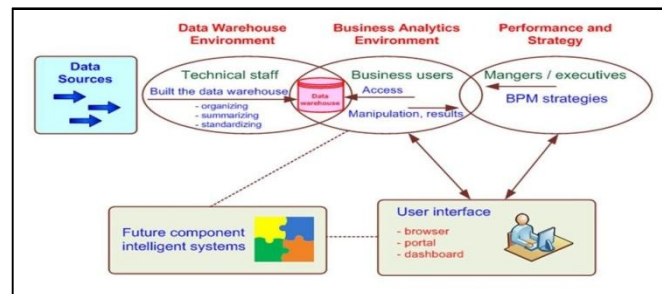 Data Warehouse
Environment
Business Analytics
Environment
Performance and
Strategy
Data
Sources
Technical staff
Built the data warehouse
- organizing
- summarizing
- standardizing
Data
warehouse
Business users
Access
Manipulation, results
Mangers / executives
BPM strategies
Future component
intelligent systems
User interface
- browser
- portal
- dashboard